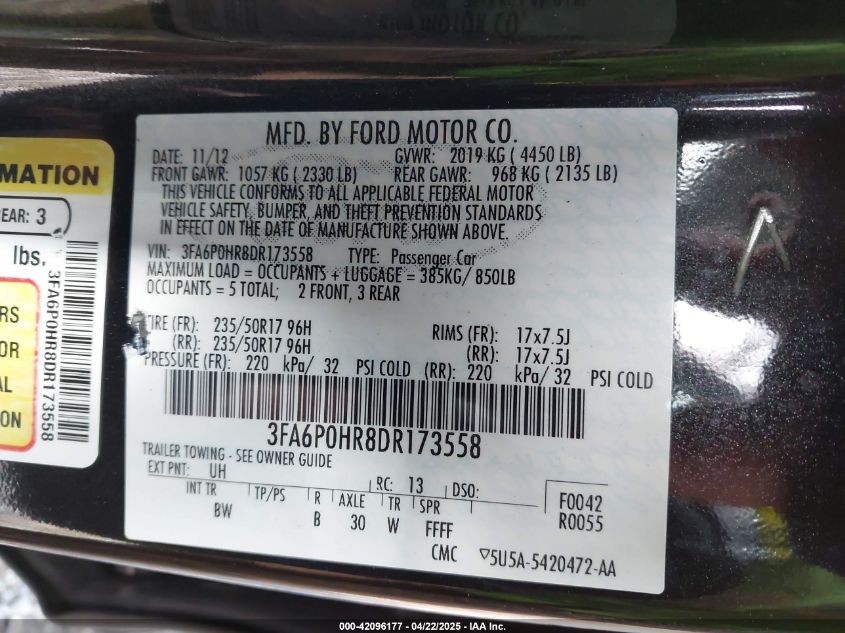 MFD. BY FORD MOTOR CO.
DATE: 11/12 GVWR: 2019 KG ( 4450 LB)
FRONT GAWR: 1057 KG ( 2330 LB) REAR GAWR: 968 KG ( 2135 LB)
THIS VEHICLE CONFORMS TO ALL APPLICABLE FEDERAL MOTOR
VEHICLE SAFETY, BUMPER, AND THEFT PREVENTION STANDARDS
IN EFFECT ON THE DATE OF MANUFACTURE SHOWN ABOVE.
VIN: 3FA6P0HR8DR173558 TYPE: Passenger Car
MAXIMUM LOAD = OCCUPANTS + LUGGAGE = 385KG/ 850LB
OCCUPANTS = 5 TOTAL; 2 FRONT, 3 REAR
TIRE (FR): 235/50R17 96H RIMS (FR): 17x7.5J
(RR): 235/50R17 96H (RR): 17x7.5J
PRESSURE (FR): 220 kPa/ 32 PSI COLD (RR): 220 kPa/ 32 PSI COLD
3FA6P0HR8DR173558
TRAILER TOWING - SEE OWNER GUIDE
EXT PNT: UH RC: 13 DSO:
INT TR TP/PS R AXLE TR SPR F0042
BW B 30 W FFFF R0055
CMC ▽5U5A-5420472-AA
MATION
EAR: 3
lbs.
RS
OR
AL
ON
3FA6P0HR8DR173558
000-42096177 - 04/22/2025 - IAA Inc.